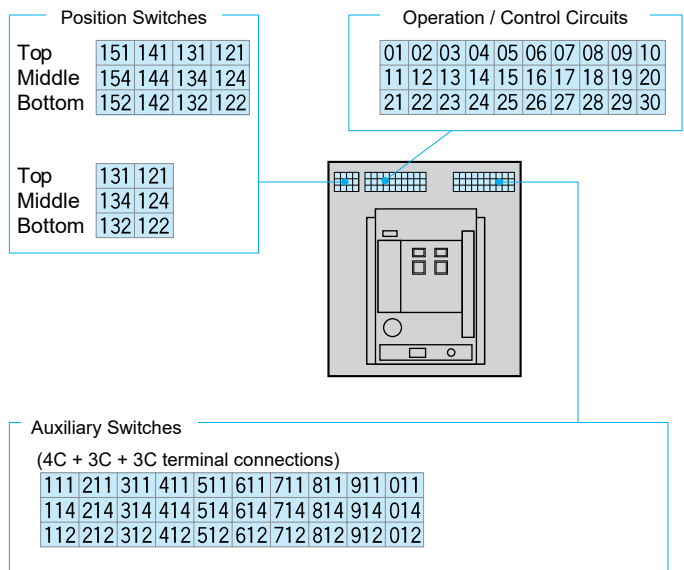 Position Switches
Top 151 141 131 121
Middle 154 144 134 124
Bottom 152 142 132 122
Top 131 121
Middle 134 124
Bottom 132 122
Operation / Control Circuits
01 02 03 04 05 06 07 08 09 10
11 12 13 14 15 16 17 18 19 20
21 22 23 24 25 26 27 28 29 30
Auxiliary Switches
(4C + 3C + 3C terminal connections)
111 211 311 411 511 611 711 811 911 011
114 214 314 414 514 614 714 814 914 014
112 212 312 412 512 612 712 812 912 012